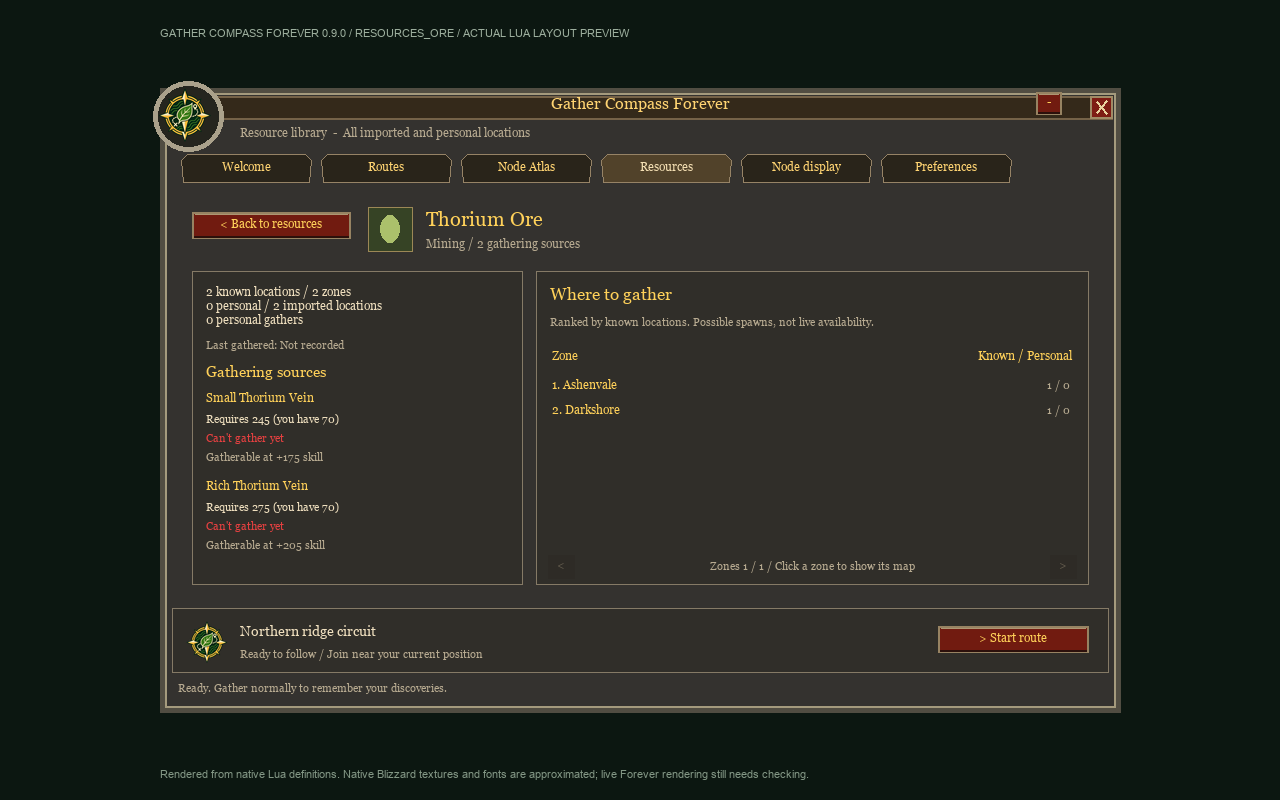 GATHER COMPASS FOREVER 0.9.0 / RESOURCES_ORE / ACTUAL LUA LAYOUT PREVIEW
Gather Compass Forever
-
X
Resource library - All imported and personal locations
Welcome
Routes
Node Atlas
Resources
Node display
Preferences
< Back to resources
Thorium Ore
Mining / 2 gathering sources
2 known locations / 2 zones
0 personal / 2 imported locations
0 personal gathers
Last gathered: Not recorded
Gathering sources
Small Thorium Vein
Requires 245 (you have 70)
Can't gather yet
Gatherable at +175 skill
Rich Thorium Vein
Requires 275 (you have 70)
Can't gather yet
Gatherable at +205 skill
Where to gather
Ranked by known locations. Possible spawns, not live availability.
Zone Known / Personal
1. Ashenvale 1 / 0
2. Darkshore 1 / 0
< Zones 1 / 1 / Click a zone to show its map >
Northern ridge circuit
Ready to follow / Join near your current position
> Start route
Ready. Gather normally to remember your discoveries.
Rendered from native Lua definitions. Native Blizzard textures and fonts are approximated; live Forever rendering still needs checking.